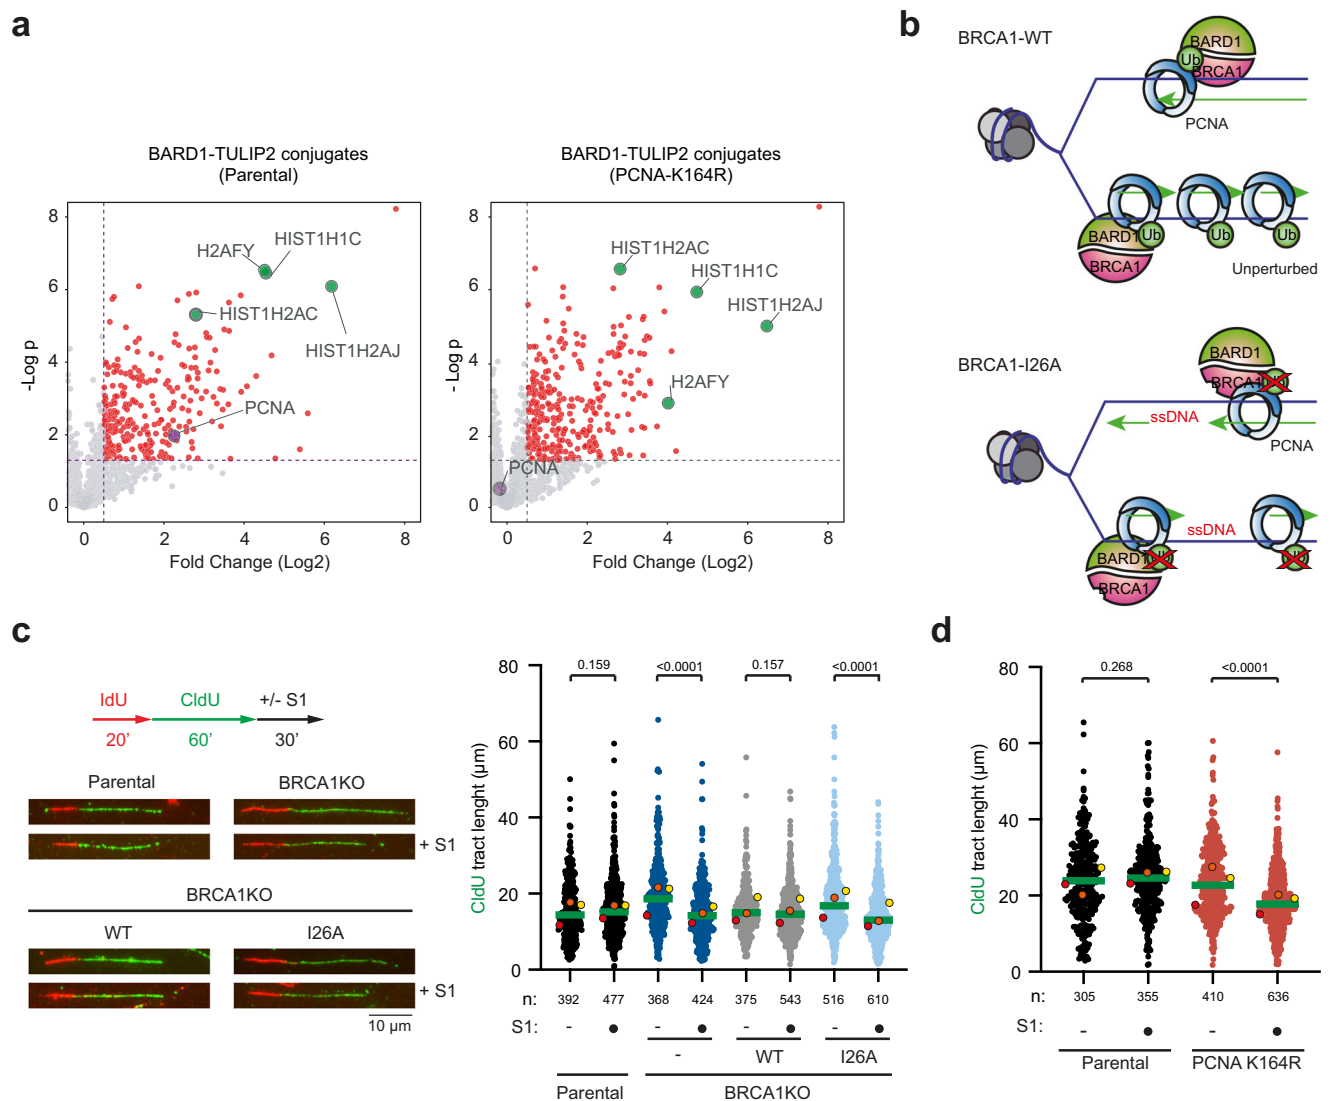 a
BARD1-TULIP2 conjugates
(Parental)
8
6
4
2
0
-Log p
H2AFY
HIST1H1C
HIST1H2AC
HIST1H2AJ
PCNA
0
2
4
6
8
Fold Change (Log2)
BARD1-TULIP2 conjugates
(PCNA-K164R)
8
6
4
2
0
- Log p
HIST1H2AC
HIST1H1C
HIST1H2AJ
H2AFY
PCNA
0
2
4
6
8
Fold Change (Log2)
b
BRCA1-WT
BARD1
Ub
BRCA1
PCNA
BARD1
Ub
Ub
Ub
BRCA1
Unperturbed
BRCA1-I26A
BARD1
BRCA1
Ub
ssDNA
PCNA
ssDNA
BARD1
Ub
Ub
BRCA1
c
IdU
CldU
+/- S1
20'
60'
30'
Parental
BRCA1KO
+ S1
BRCA1KO
WT
I26A
+ S1
10 µm
80
60
40
20
0
CldU tract lenght (µm)
0.159
<0.0001
0.157
<0.0001
n:
392
477
368
424
375
543
516
610
S1:
-
●
-
●
-
●
-
●
-
WT
I26A
Parental
BRCA1KO
d
80
60
40
20
0
CldU tract lenght (µm)
0.268
<0.0001
n:
305
355
410
636
S1:
-
●
-
●
Parental
PCNA K164R